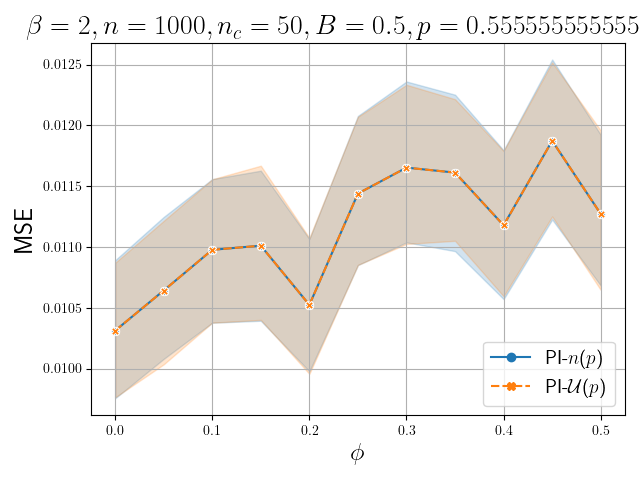 β = 2, n = 1000, n_c = 50, B = 0.5, p = 0.555555555555
0.0125
0.0120
0.0115
0.0110
0.0105
0.0100
MSE
0.0 0.1 0.2 0.3 0.4 0.5
ϕ
PI-n(p)
PI-𝒰(p)